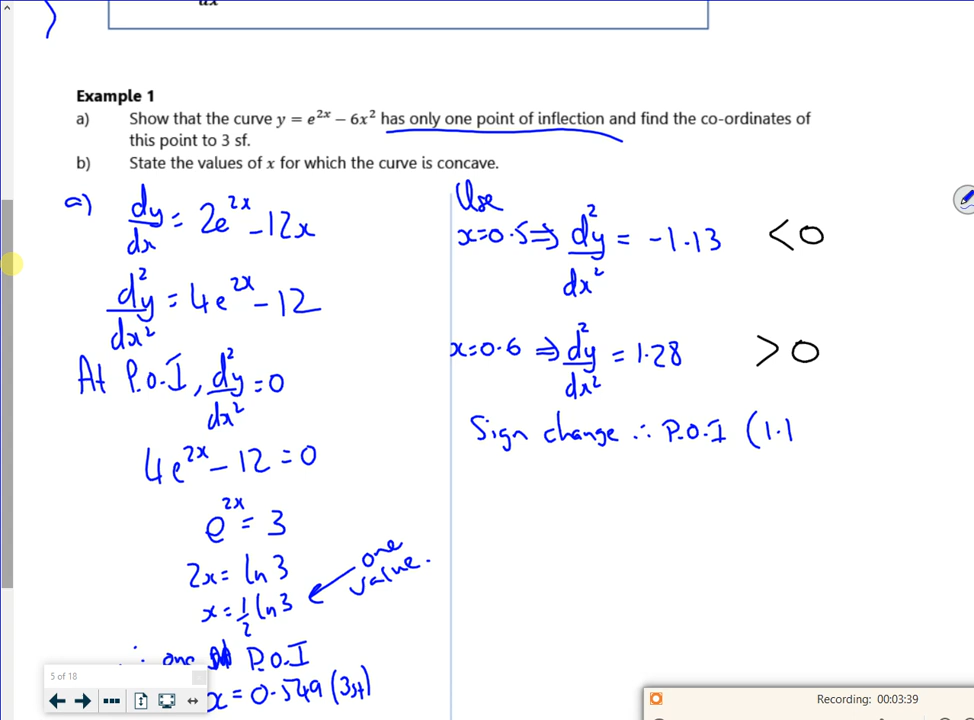 Example 1
a) Show that the curve y = e^{2x} – 6x² has only one point of inflection and find the co-ordinates of
this point to 3 sf.
b) State the values of x for which the curve is concave.
a) dy/dx = 2e^{2x} - 12x
d²y/dx² = 4e^{2x} - 12
At P.O.I, d²y/dx² = 0
4e^{2x} - 12 = 0
e^{2x} = 3
2x = ln3
x = 1/2 ln3
one
value.
∴ one P.O.I
x = 0.549 (3sf)
Use
x=0.5 ⇒ d²y/dx² = -1.13 < 0
x=0.6 ⇒ d²y/dx² = 1.28 > 0
Sign change ∴ P.O.I (1.1
5 of 18
Recording: 00:03:39